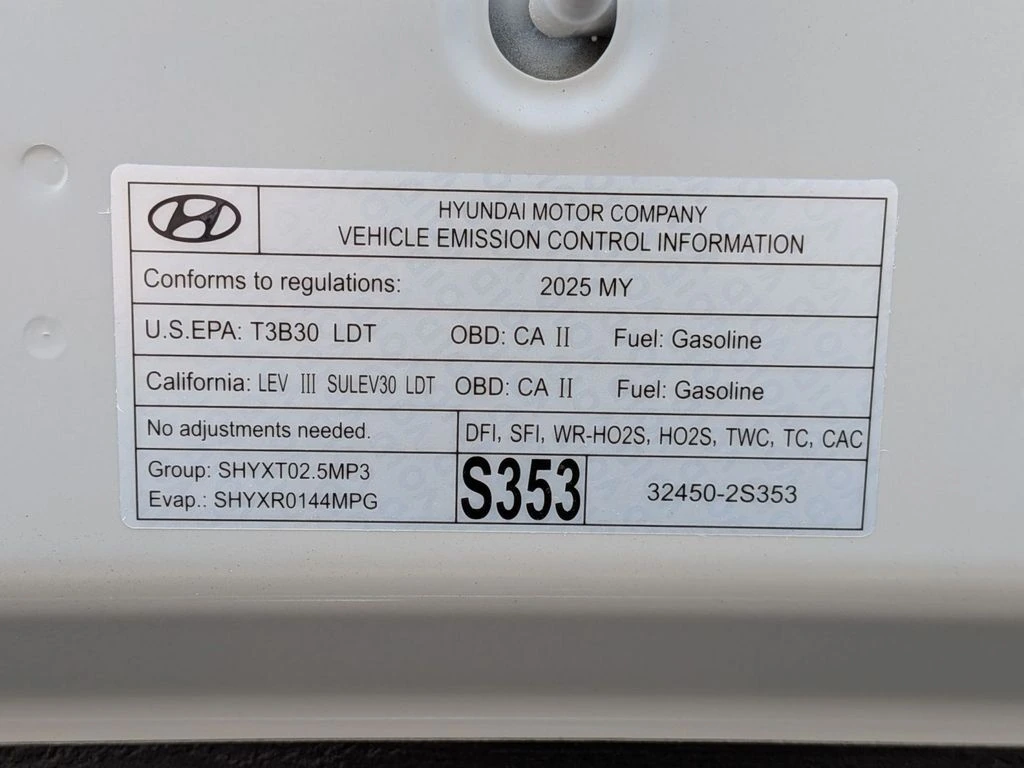 HYUNDAI MOTOR COMPANY
VEHICLE EMISSION CONTROL INFORMATION
Conforms to regulations: 2025 MY
U.S.EPA: T3B30 LDT OBD: CA II Fuel: Gasoline
California: LEV III SULEV30 LDT OBD: CA II Fuel: Gasoline
No adjustments needed. DFI, SFI, WR-HO2S, HO2S, TWC, TC, CAC
Group: SHYXT02.5MP3
Evap.: SHYXR0144MPG
S353
32450-2S353